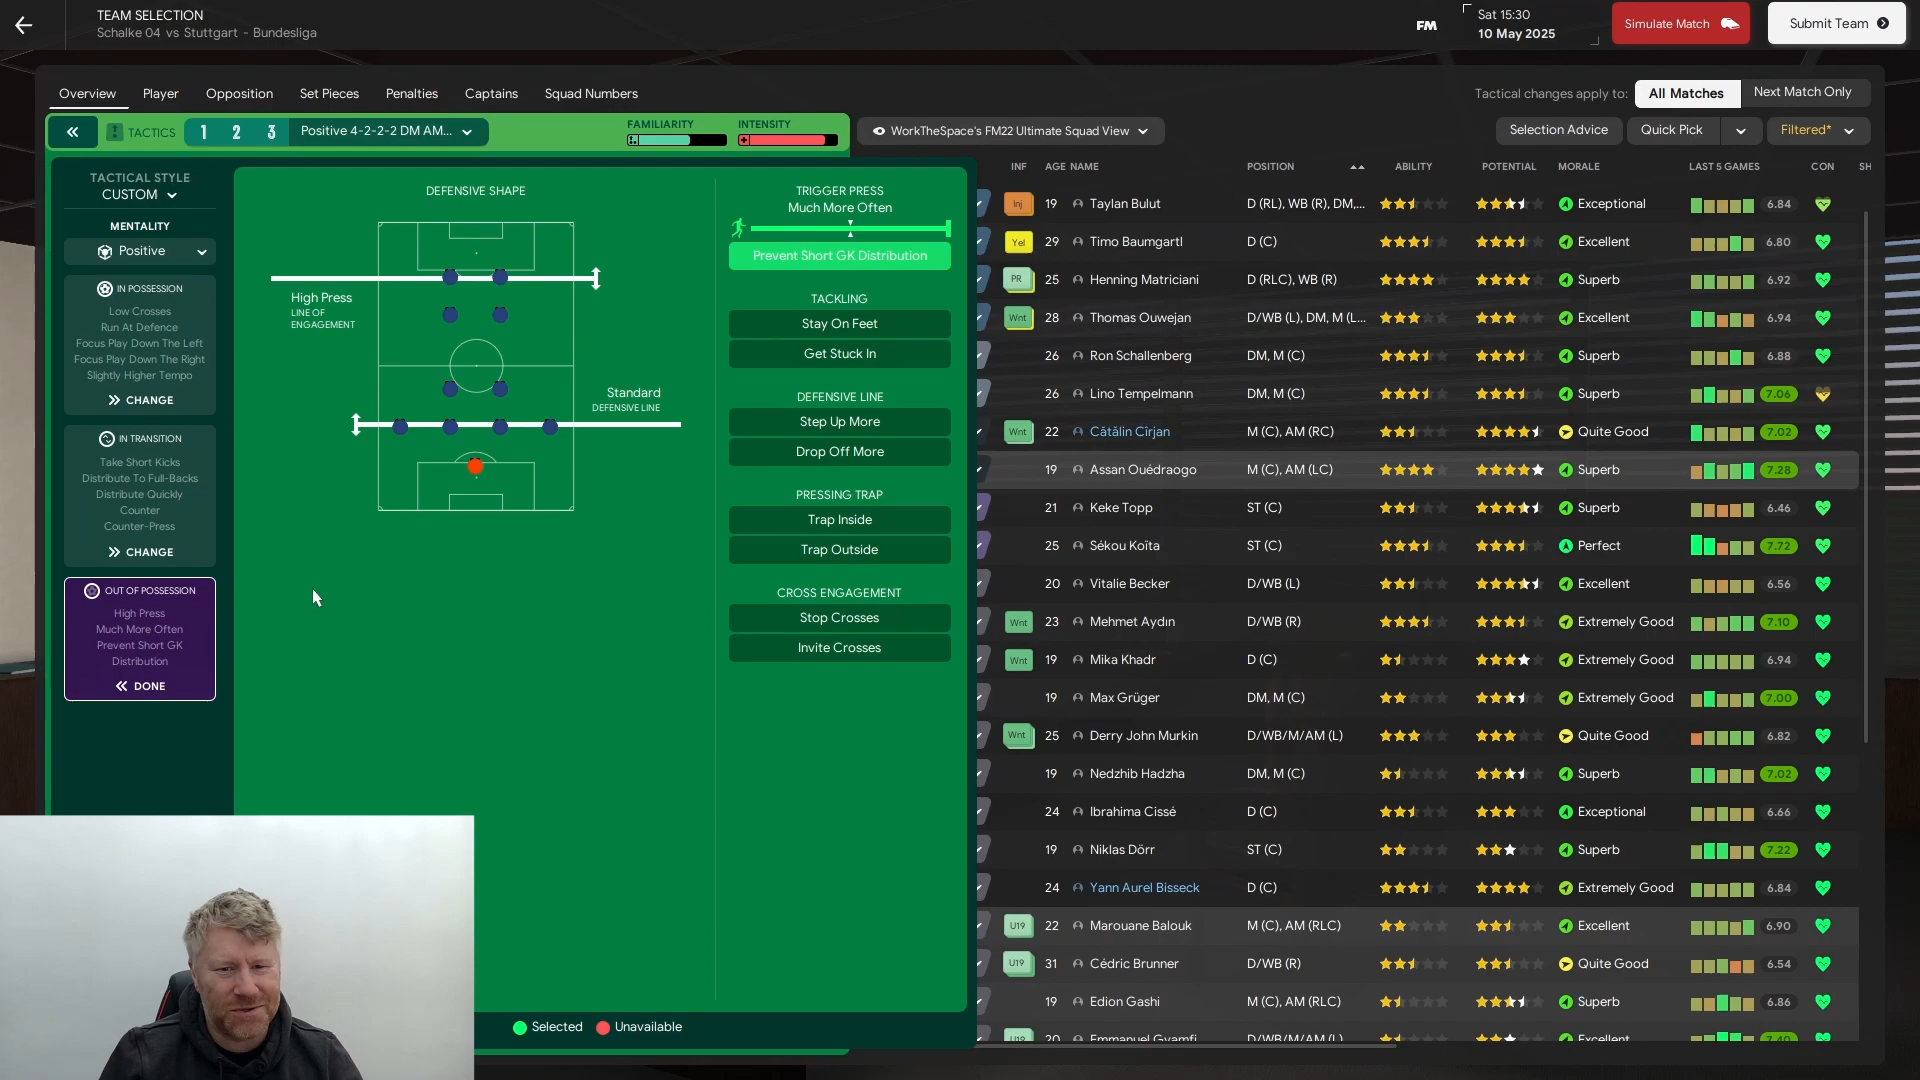 TEAM SELECTION
Schalke 04 vs Stuttgart - Bundesliga
FM
Sat 15:30
10 May 2025
Simulate Match
Submit Team
Overview
Player
Opposition
Set Pieces
Penalties
Captains
Squad Numbers
Tactical changes apply to:
All Matches
Next Match Only
TACTICS
1
2
3
Positive 4-2-2-2 DM AM...
FAMILIARITY
INTENSITY
WorkTheSpace's FM22 Ultimate Squad View
Selection Advice
Quick Pick
Filtered*
TACTICAL STYLE
CUSTOM
MENTALITY
Positive
IN POSSESSION
Low Crosses
Run At Defence
Focus Play Down The Left
Focus Play Down The Right
Slightly Higher Tempo
CHANGE
IN TRANSITION
Take Short Kicks
Distribute To Full-Backs
Distribute Quickly
Counter
Counter-Press
CHANGE
OUT OF POSSESSION
High Press
Much More Often
Prevent Short GK
Distribution
DONE
DEFENSIVE SHAPE
High Press
LINE OF
ENGAGEMENT
Standard
DEFENSIVE LINE
TRIGGER PRESS
Much More Often
Prevent Short GK Distribution
TACKLING
Stay On Feet
Get Stuck In
DEFENSIVE LINE
Step Up More
Drop Off More
PRESSING TRAP
Trap Inside
Trap Outside
CROSS ENGAGEMENT
Stop Crosses
Invite Crosses
Selected
Unavailable
INF AGE NAME POSITION ABILITY POTENTIAL MORALE LAST 5 GAMES CON SH
Inj 19 Taylan Bulut D (RL), WB (R), DM,... Exceptional 6.84
Yel 29 Timo Baumgartl D (C) Excellent 6.80
PR 25 Henning Matriciani D (RLC), WB (R) Superb 6.92
Wnt 28 Thomas Ouwejan D/WB (L), DM, M (L... Excellent 6.94
26 Ron Schallenberg DM, M (C) Superb 6.88
26 Lino Tempelmann DM, M (C) Superb 7.06
Wnt 22 Cătălin Cîrjan M (C), AM (RC) Quite Good 7.02
19 Assan Ouédraogo M (C), AM (LC) Superb 7.28
21 Keke Topp ST (C) Superb 6.46
25 Sékou Koïta ST (C) Perfect 7.72
20 Vitalie Becker D/WB (L) Excellent 6.56
Wnt 23 Mehmet Aydın D/WB (R) Extremely Good 7.10
Wnt 19 Mika Khadr D (C) Extremely Good 6.94
19 Max Grüger DM, M (C) Extremely Good 7.00
Wnt 25 Derry John Murkin D/WB/M/AM (L) Quite Good 6.82
19 Nedzhib Hadzha DM, M (C) Superb 7.02
24 Ibrahima Cissé D (C) Exceptional 6.66
19 Niklas Dörr ST (C) Superb 7.22
24 Yann Aurel Bisseck D (C) Extremely Good 6.84
U19 22 Marouane Balouk M (C), AM (RLC) Excellent 6.90
U19 31 Cédric Brunner D/WB (R) Quite Good 6.54
19 Edion Gashi M (C), AM (RLC) Superb 6.86
U19 20 Emmanuel Gyamfi D/WB/M/AM (L) Excellent 7.40